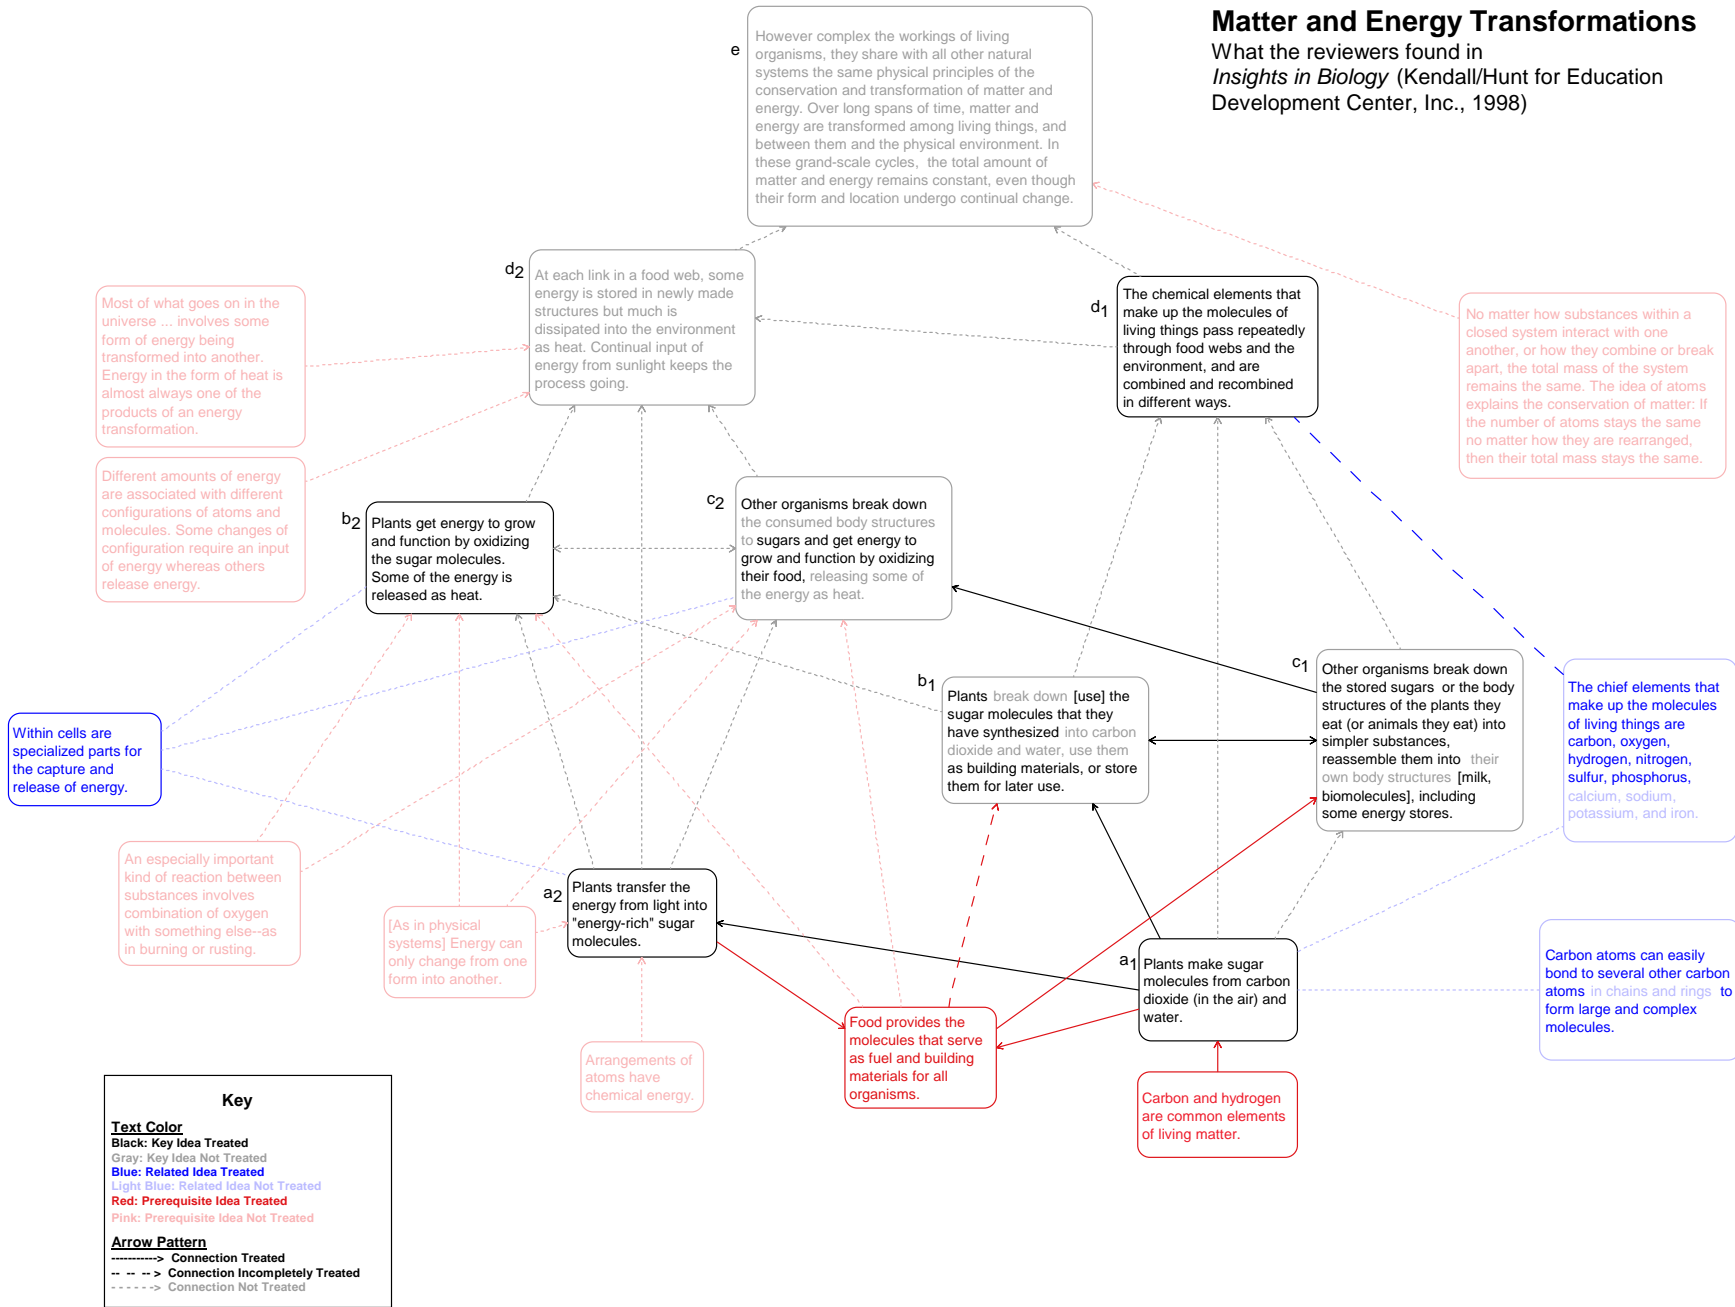 Matter and Energy Transformations
What the reviewers found in
Insights in Biology (Kendall/Hunt for Education
Development Center, Inc., 1998)
e
However complex the workings of living
organisms, they share with all other natural
systems the same physical principles of the
conservation and transformation of matter and
energy. Over long spans of time, matter and
energy are transformed among living things, and
between them and the physical environment. In
these grand-scale cycles, the total amount of
matter and energy remains constant, even though
their form and location undergo continual change.
d2
At each link in a food web, some
energy is stored in newly made
structures but much is
dissipated into the environment
as heat. Continual input of
energy from sunlight keeps the
process going.
d1
The chemical elements that
make up the molecules of
living things pass repeatedly
through food webs and the
environment, and are
combined and recombined
in different ways.
Most of what goes on in the
universe ... involves some
form of energy being
transformed into another.
Energy in the form of heat is
almost always one of the
products of an energy
transformation.
No matter how substances within a
closed system interact with one
another, or how they combine or break
apart, the total mass of the system
remains the same. The idea of atoms
explains the conservation of matter: If
the number of atoms stays the same
no matter how they are rearranged,
then their total mass stays the same.
Different amounts of energy
are associated with different
configurations of atoms and
molecules. Some changes of
configuration require an input
of energy whereas others
release energy.
b2
Plants get energy to grow
and function by oxidizing
the sugar molecules.
Some of the energy is
released as heat.
c2
Other organisms break down
the consumed body structures
to sugars and get energy to
grow and function by oxidizing
their food, releasing some of
the energy as heat.
b1
Plants break down [use] the
sugar molecules that they
have synthesized into carbon
dioxide and water, use them
as building materials, or store
them for later use.
c1
Other organisms break down
the stored sugars or the body
structures of the plants they
eat (or animals they eat) into
simpler substances,
reassemble them into their
own body structures [milk,
biomolecules], including
some energy stores.
The chief elements that
make up the molecules
of living things are
carbon, oxygen,
hydrogen, nitrogen,
sulfur, phosphorus,
calcium, sodium,
potassium, and iron.
Within cells are
specialized parts for
the capture and
release of energy.
An especially important
kind of reaction between
substances involves
combination of oxygen
with something else--as
in burning or rusting.
[As in physical
systems] Energy can
only change from one
form into another.
a2
Plants transfer the
energy from light into
"energy-rich" sugar
molecules.
a1
Plants make sugar
molecules from carbon
dioxide (in the air) and
water.
Carbon atoms can easily
bond to several other carbon
atoms in chains and rings to
form large and complex
molecules.
Arrangements of
atoms have
chemical energy.
Food provides the
molecules that serve
as fuel and building
materials for all
organisms.
Carbon and hydrogen
are common elements
of living matter.
Key
Text Color
Black: Key Idea Treated
Gray: Key Idea Not Treated
Blue: Related Idea Treated
Light Blue: Related Idea Not Treated
Red: Prerequisite Idea Treated
Pink: Prerequisite Idea Not Treated
Arrow Pattern
-----------> Connection Treated
-- -- -- > Connection Incompletely Treated
- - - - - -> Connection Not Treated